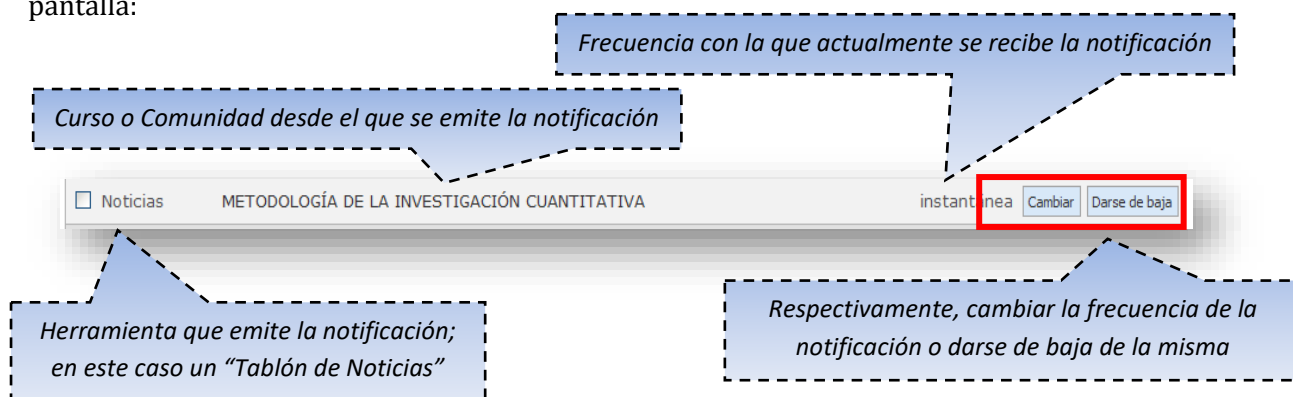 pantalla:
Frecuencia con la que actualmente se recibe la notificación
Curso o Comunidad desde el que se emite la notificación
Noticias METODOLOGÍA DE LA INVESTIGACIÓN CUANTITATIVA instantánea Cambiar Darse de baja
Herramienta que emite la notificación;
en este caso un “Tablón de Noticias”
Respectivamente, cambiar la frecuencia de la
notificación o darse de baja de la misma